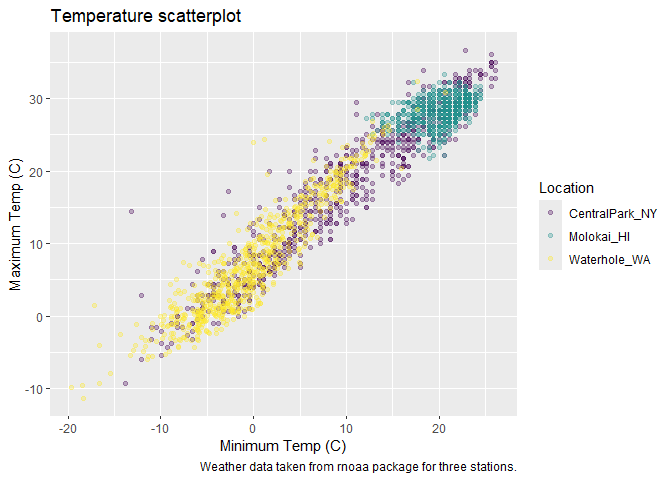 Temperature scatterplot
Maximum Temp (C)
30
20
10
0
-10
-20
-10
0
10
20
Minimum Temp (C)
Location
CentralPark_NY
Molokai_HI
Waterhole_WA
Weather data taken from rnoaa package for three stations.